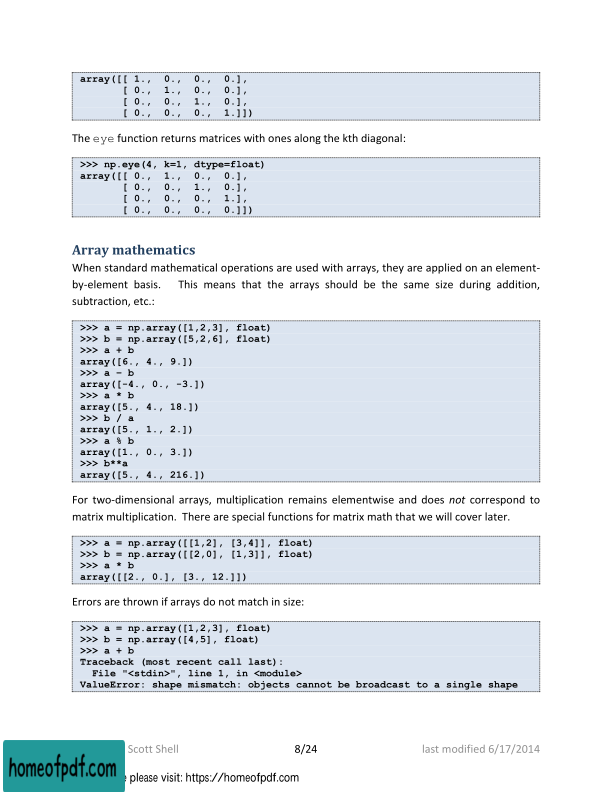 array([[ 1., 0., 0., 0.],
[ 0., 1., 0., 0.],
[ 0., 0., 1., 0.],
[ 0., 0., 0., 1.]])
The eye function returns matrices with ones along the kth diagonal:
>>> np.eye(4, k=1, dtype=float)
array([[ 0., 1., 0., 0.],
[ 0., 0., 1., 0.],
[ 0., 0., 0., 1.],
[ 0., 0., 0., 0.]])
Array mathematics
When standard mathematical operations are used with arrays, they are applied on an element-
by-element basis. This means that the arrays should be the same size during addition,
subtraction, etc.:
>>> a = np.array([1,2,3], float)
>>> b = np.array([5,2,6], float)
>>> a + b
array([6., 4., 9.])
>>> a – b
array([-4., 0., -3.])
>>> a * b
array([5., 4., 18.])
>>> b / a
array([5., 1., 2.])
>>> a % b
array([1., 0., 3.])
>>> b**a
array([5., 4., 216.])
For two-dimensional arrays, multiplication remains elementwise and does not correspond to
matrix multiplication. There are special functions for matrix math that we will cover later.
>>> a = np.array([[1,2], [3,4]], float)
>>> b = np.array([[2,0], [1,3]], float)
>>> a * b
array([[2., 0.], [3., 12.]])
Errors are thrown if arrays do not match in size:
>>> a = np.array([1,2,3], float)
>>> b = np.array([4,5], float)
>>> a + b
Traceback (most recent call last):
File "<stdin>", line 1, in <module>
ValueError: shape mismatch: objects cannot be broadcast to a single shape
Scott Shell 8/24 last modified 6/17/2014
homeofpdf.com
please visit: https://homeofpdf.com